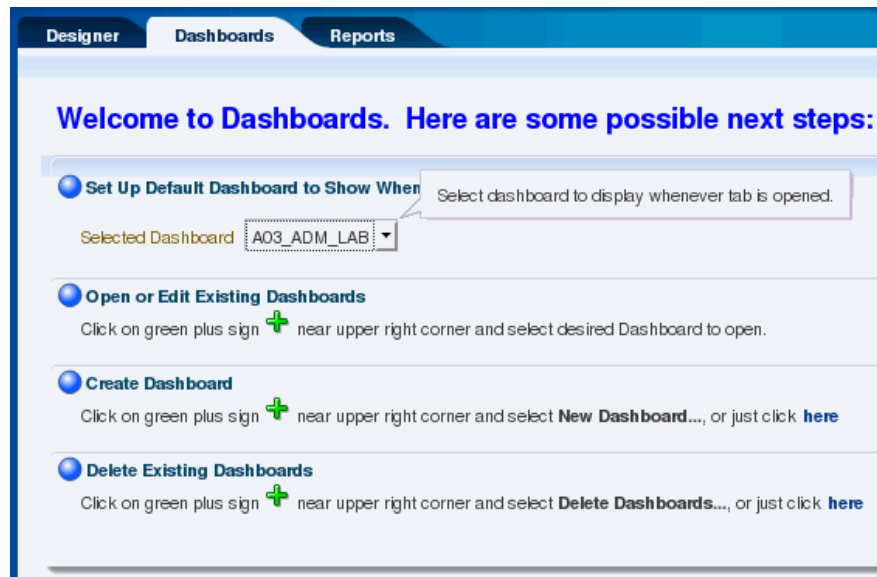 Designer Dashboards Reports
Welcome to Dashboards. Here are some possible next steps:
Set Up Default Dashboard to Show When
Select dashboard to display whenever tab is opened.
Selected Dashboard A03_ADM_LAB
Open or Edit Existing Dashboards
Click on green plus sign near upper right corner and select desired Dashboard to open.
Create Dashboard
Click on green plus sign near upper right corner and select New Dashboard..., or just click here
Delete Existing Dashboards
Click on green plus sign near upper right corner and select Delete Dashboards..., or just click here